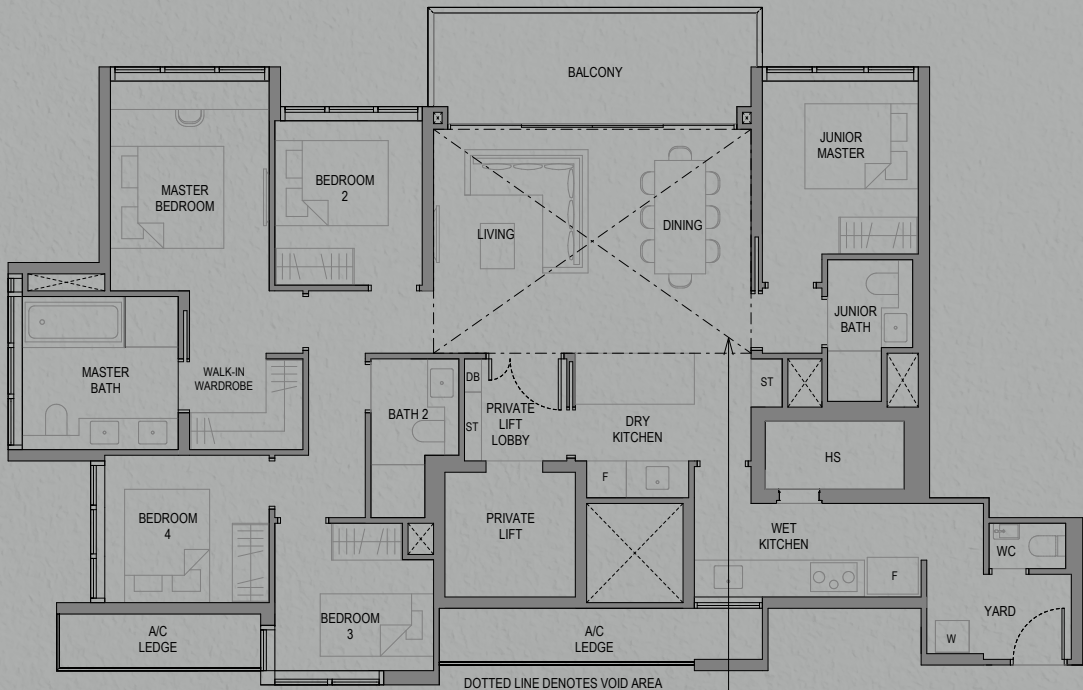 BALCONY
MASTER
BEDROOM
BEDROOM
2
LIVING
DINING
JUNIOR
MASTER
JUNIOR
BATH
MASTER
BATH
WALK-IN
WARDROBE
BATH 2
DB
ST
PRIVATE
LIFT
LOBBY
DRY
KITCHEN
F
ST
HS
BEDROOM
4
BEDROOM
3
PRIVATE
LIFT
WET
KITCHEN
F
WC
YARD
W
A/C
LEDGE
A/C
LEDGE
DOTTED LINE DENOTES VOID AREA